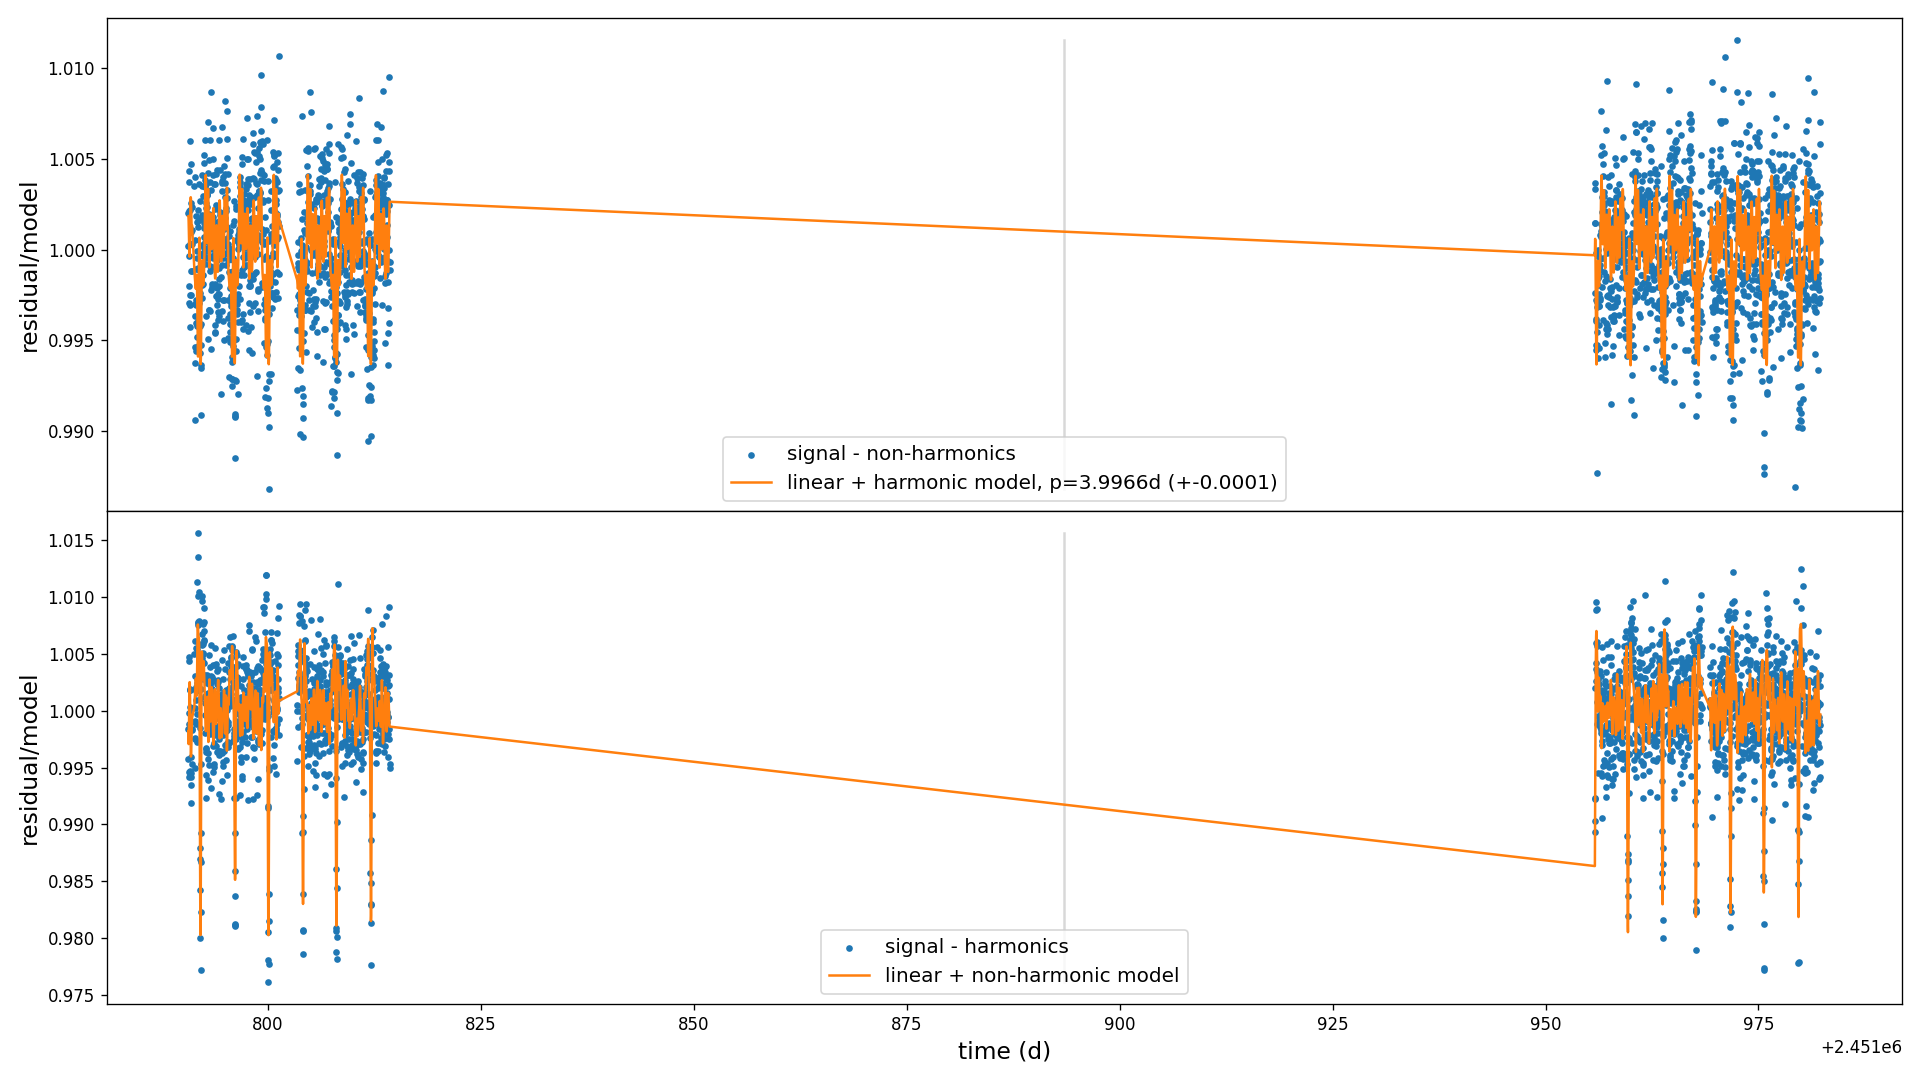 1.010
1.005
1.000
0.995
0.990
residual/model
signal - non-harmonics
linear + harmonic model, p=3.9966d (+-0.0001)
1.015
1.010
1.005
1.000
0.995
0.990
0.985
0.980
0.975
residual/model
signal - harmonics
linear + non-harmonic model
800 825 850 875 900 925 950 975
time (d)
+2.451e6